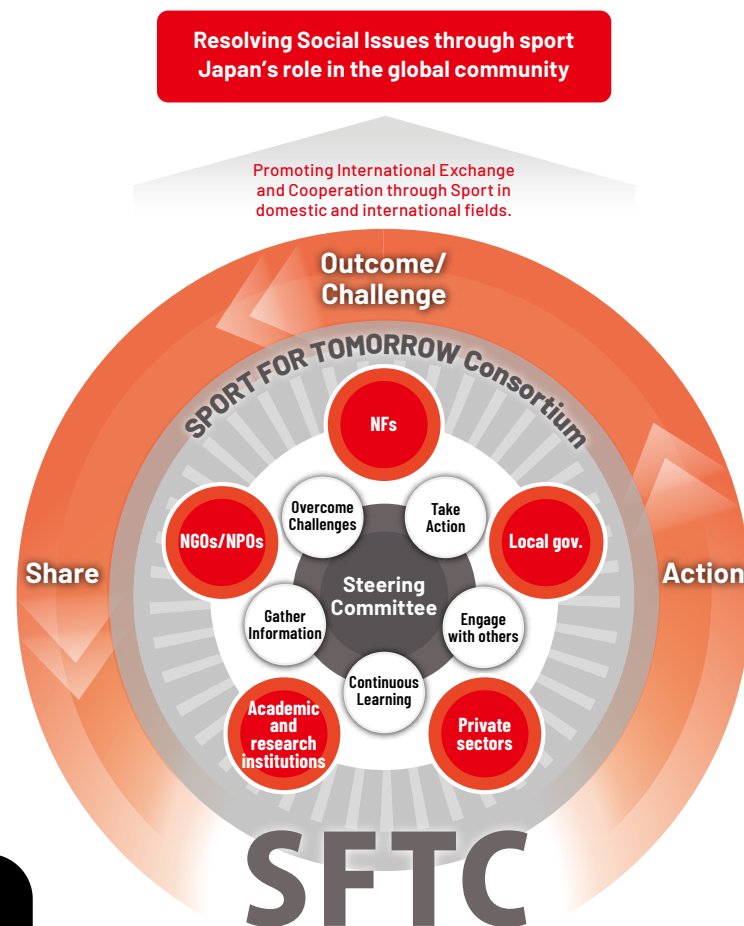 Resolving Social Issues through sport
Japan's role in the global community
Promoting International Exchange
and Cooperation through Sport in
domestic and international fields.
Outcome/
Challenge
SPORT FOR TOMORROW Consortium
NFs
Overcome
Challenges
Take
Action
NGOs/NPOs
Local gov.
Share
Action
Steering
Committee
Gather
Information
Engage
with others
Continuous
Learning
Academic
and
research
institutions
Private
sectors
SFTC